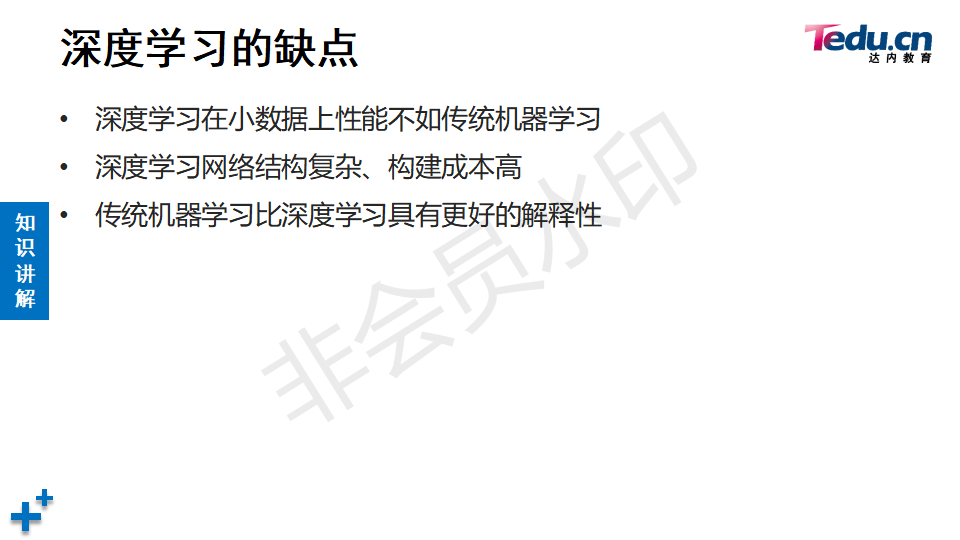 深度学习的缺点
Tedu.cn
达内教育
• 深度学习在小数据上性能不如传统机器学习
• 深度学习网络结构复杂、构建成本高
• 传统机器学习比深度学习具有更好的解释性
知识讲解
非会员水印